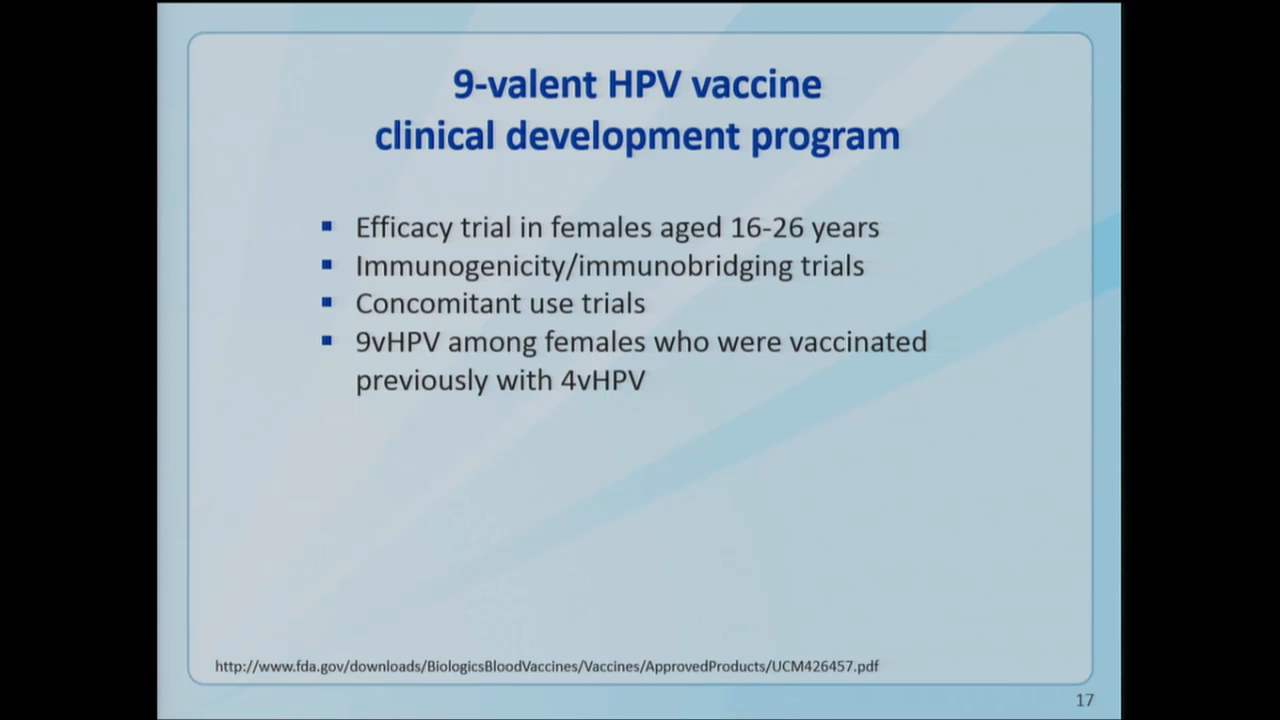 9-valent HPV vaccine
clinical development program
▪ Efficacy trial in females aged 16-26 years
▪ Immunogenicity/immunobridging trials
▪ Concomitant use trials
▪ 9vHPV among females who were vaccinated
previously with 4vHPV
http://www.fda.gov/downloads/BiologicsBloodVaccines/Vaccines/ApprovedProducts/UCM426457.pdf
17